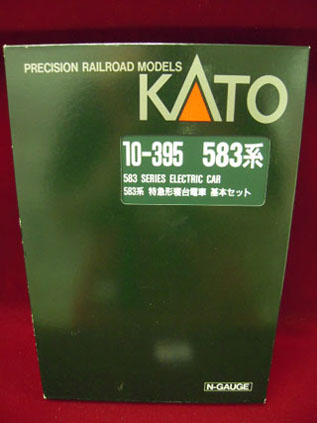 PRECISION RAILROAD MODELS
KATO
10-395 583系
583 SERIES ELECTRIC CAR
583系 特急形寝台電車 基本セット
N-GAUGE